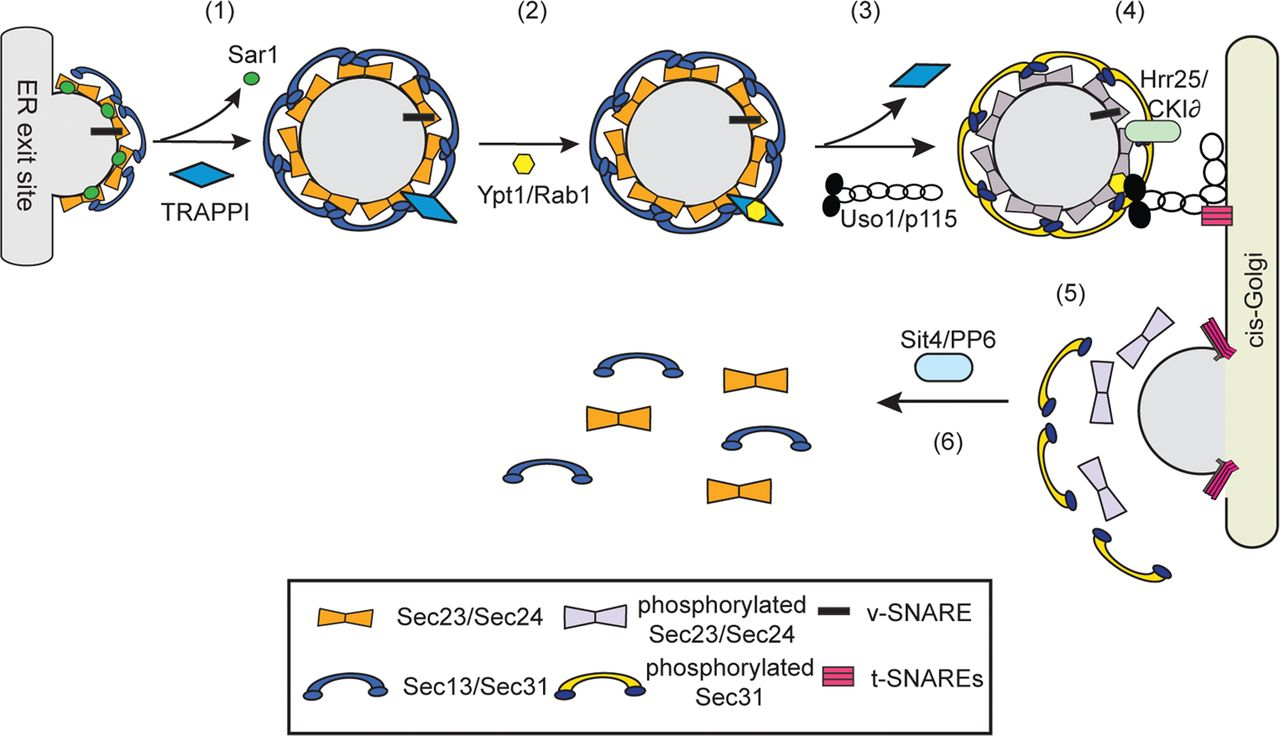 (1)
(2)
(3)
(4)
ER exit site
Sar1
TRAPPI
Ypt1/Rab1
Uso1/p115
Hrr25/
CKI∂
cis-Golgi
(5)
Sit4/PP6
(6)
Sec23/Sec24
phosphorylated
Sec23/Sec24
v-SNARE
Sec13/Sec31
phosphorylated
Sec31
t-SNAREs